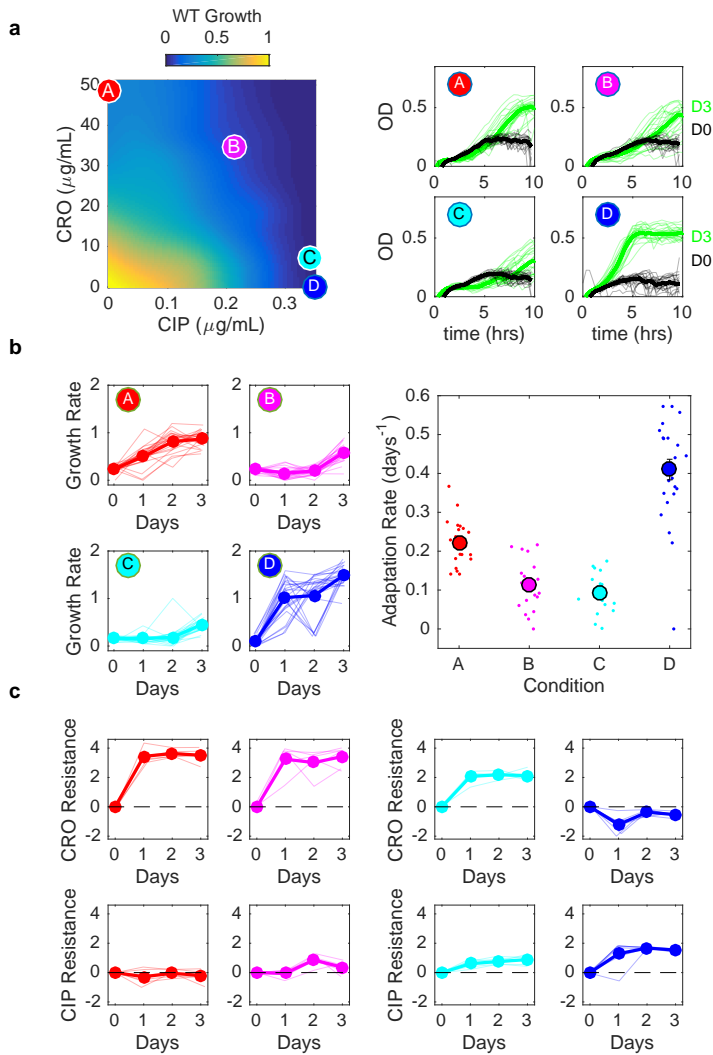 a
WT Growth
0 0.5 1
CRO (μg/mL)
50
40
30
20
10
0
A
B
C
D
0 0.1 0.2 0.3
CIP (μg/mL)
A
OD
0.5
0
0 5 10
B
0.5
0
0 5 10
D3
D0
C
OD
0.5
0
0 5 10
time (hrs)
D
0.5
0
0 5 10
time (hrs)
D3
D0
b
A
Growth Rate
2
1
0
0 1 2 3
Days
B
2
1
0
0 1 2 3
Days
C
Growth Rate
2
1
0
0 1 2 3
Days
D
2
1
0
0 1 2 3
Days
Adaptation Rate (days⁻¹)
0.6
0.5
0.4
0.3
0.2
0.1
0
A B C D
Condition
c
CRO Resistance
4
2
0
-2
0 1 2 3
Days
4
2
0
-2
0 1 2 3
Days
CRO Resistance
4
2
0
-2
0 1 2 3
Days
4
2
0
-2
0 1 2 3
Days
CIP Resistance
4
2
0
-2
0 1 2 3
Days
4
2
0
-2
0 1 2 3
Days
CIP Resistance
4
2
0
-2
0 1 2 3
Days
4
2
0
-2
0 1 2 3
Days